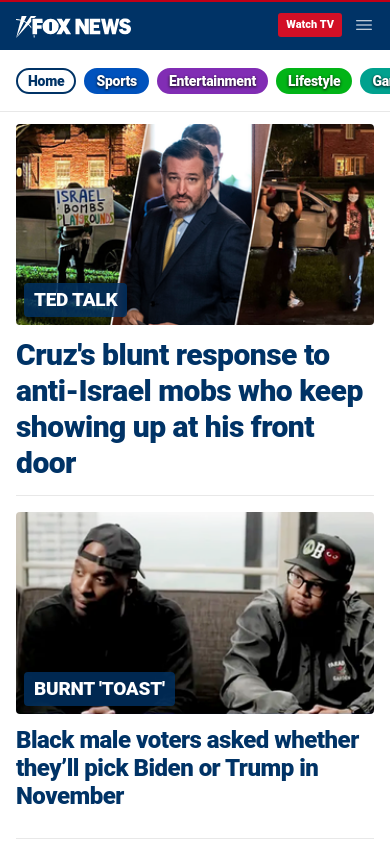 FOX NEWS
Watch TV
Home
Sports
Entertainment
Lifestyle
ISRAEL
BOMBS
PLAYGROUNDS
TED TALK
Cruz's blunt response to
anti-Israel mobs who keep
showing up at his front
door
BURNT 'TOAST'
Black male voters asked whether
they’ll pick Biden or Trump in
November